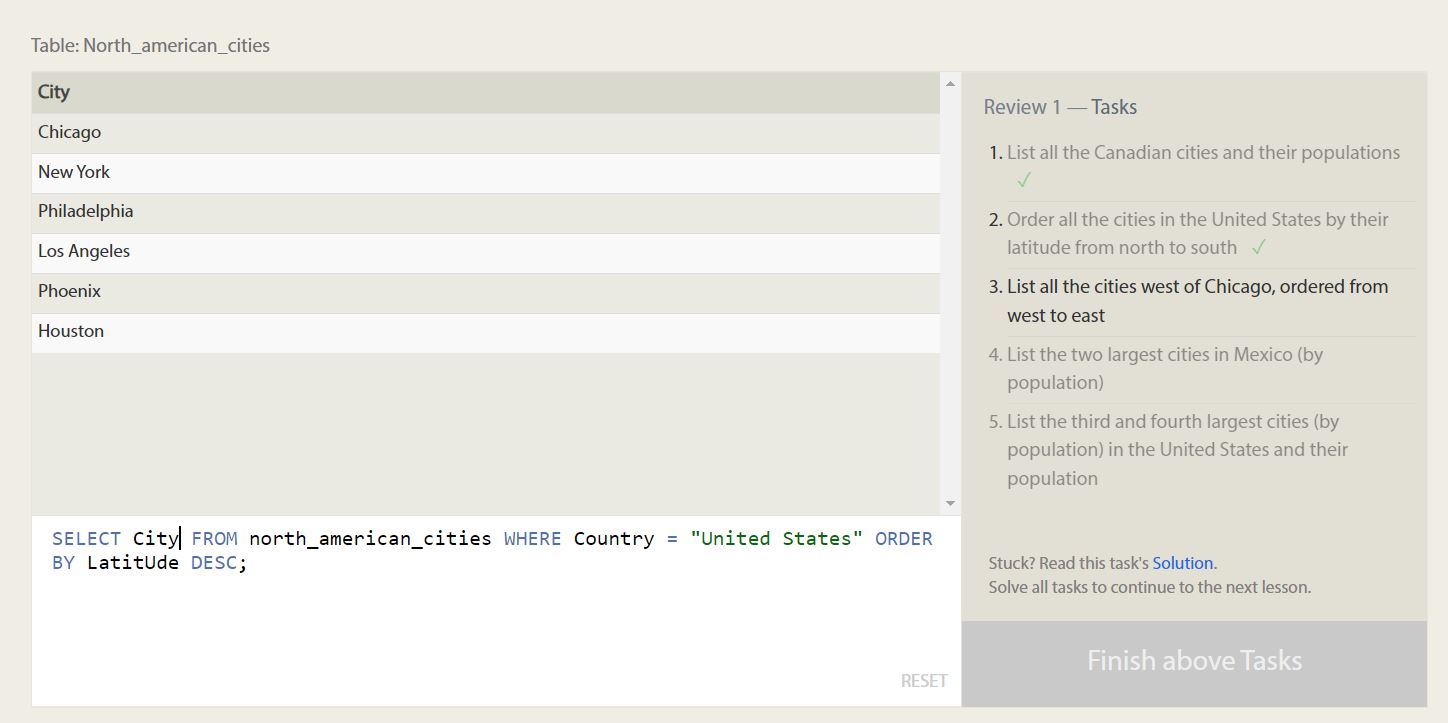 Table: North_american_cities
City
Chicago
New York
Philadelphia
Los Angeles
Phoenix
Houston
SELECT City FROM north_american_cities WHERE Country = "United States" ORDER
BY LatitUde DESC;
RESET
Review 1 — Tasks
1. List all the Canadian cities and their populations
✓
2. Order all the cities in the United States by their
latitude from north to south ✓
3. List all the cities west of Chicago, ordered from
west to east
4. List the two largest cities in Mexico (by
population)
5. List the third and fourth largest cities (by
population) in the United States and their
population
Stuck? Read this task's Solution.
Solve all tasks to continue to the next lesson.
Finish above Tasks